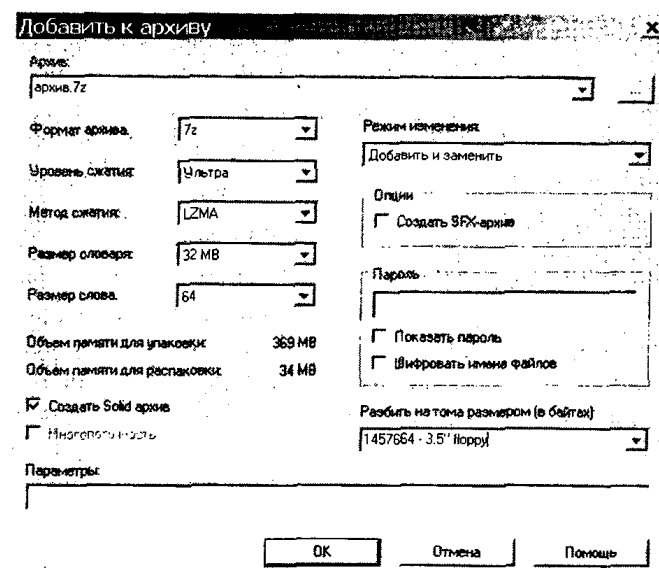 Добавить к архиву
Архив:
архив.7z
...
Формат архива:
7z
Уровень сжатия:
Ультра
Метод сжатия:
LZMA
Размер словаря:
32 MB
Размер слова:
64
Объем памяти для упаковки:
369 MB
Объем памяти для распаковки:
34 MB
Создать Solid архив
Многопоточность
Режим изменения:
Добавить и заменить
Опции
Создать SFX-архив
Пароль
Показать пароль
Шифровать имена файлов
Разбить на тома размером (в байтах):
1457664 - 3.5" floppy
Параметры:
OK
Отмена
Помощь